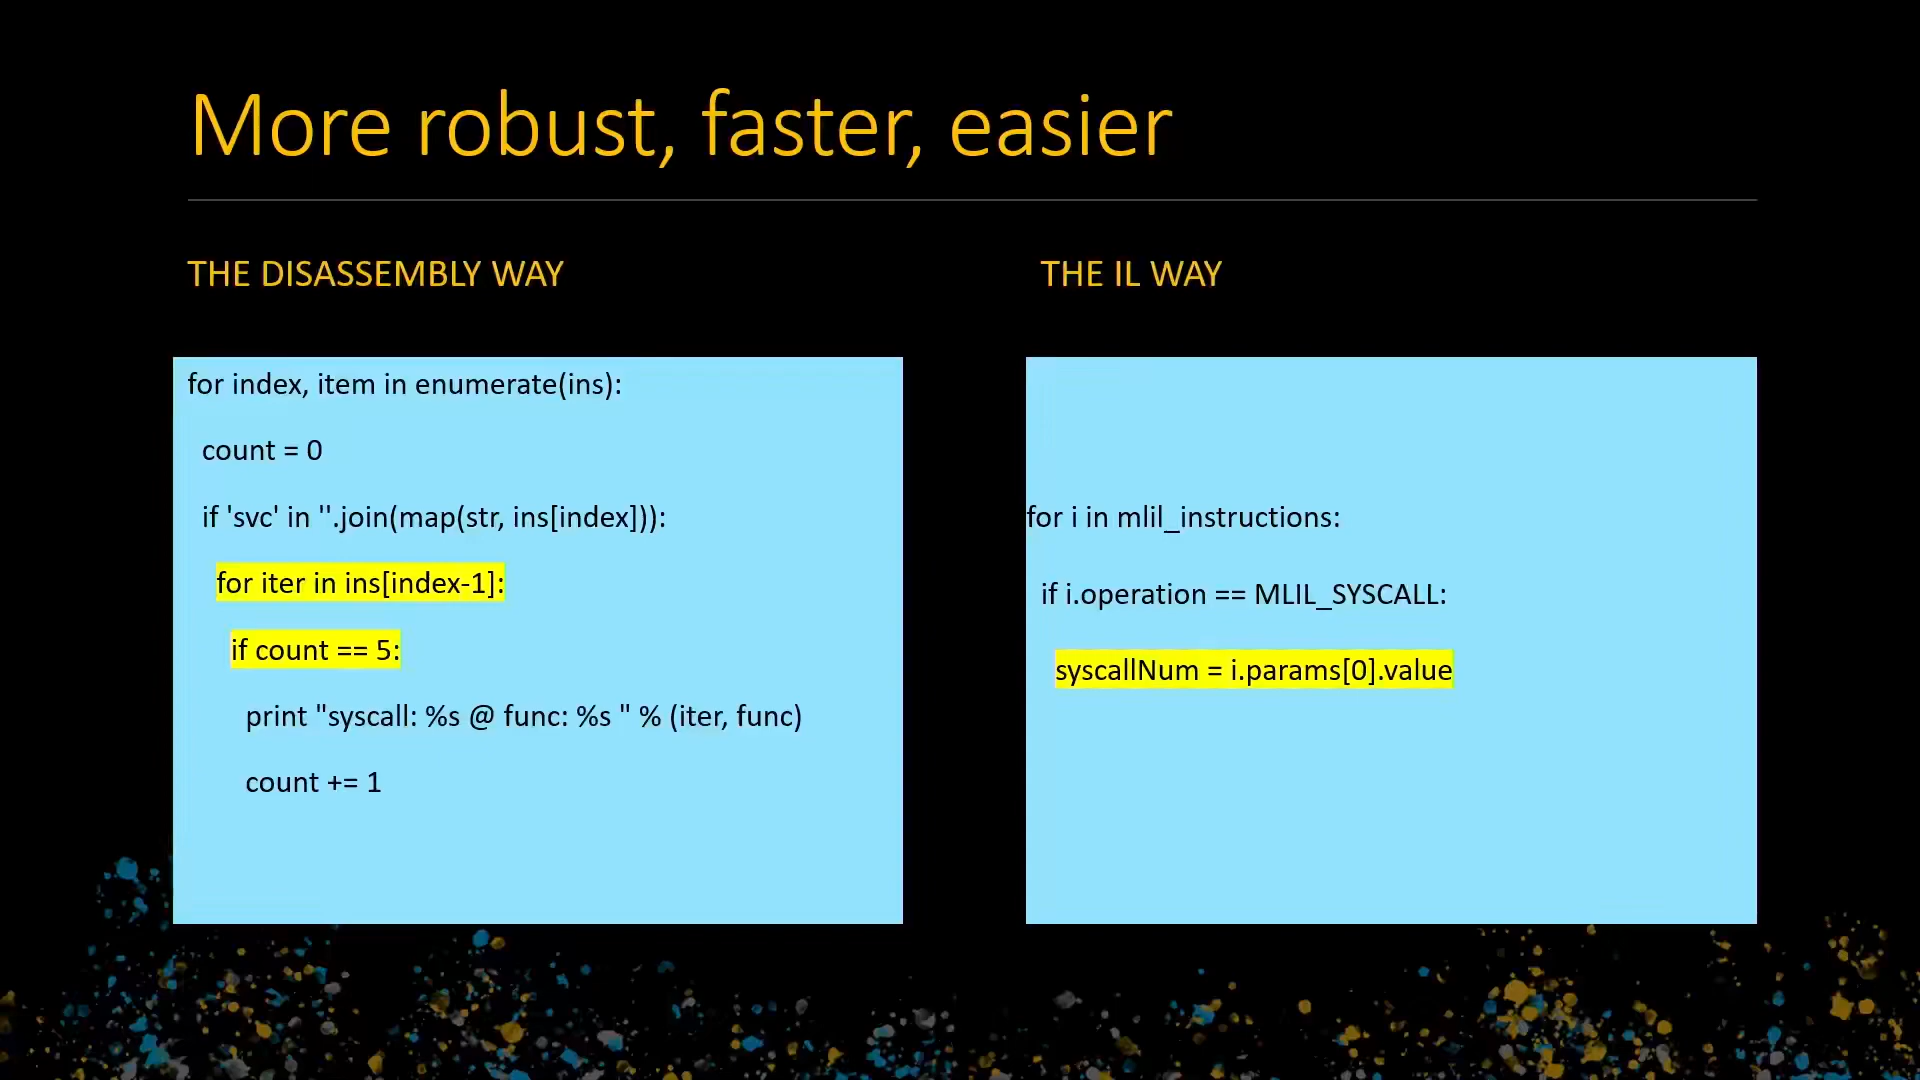 More robust, faster, easier
THE DISASSEMBLY WAY
for index, item in enumerate(ins):
count = 0
if 'svc' in ''.join(map(str, ins[index])):
for iter in ins[index-1]:
if count == 5:
print "syscall: %s @ func: %s " % (iter, func)
count += 1
THE IL WAY
for i in mlil_instructions:
if i.operation == MLIL_SYSCALL:
syscallNum = i.params[0].value